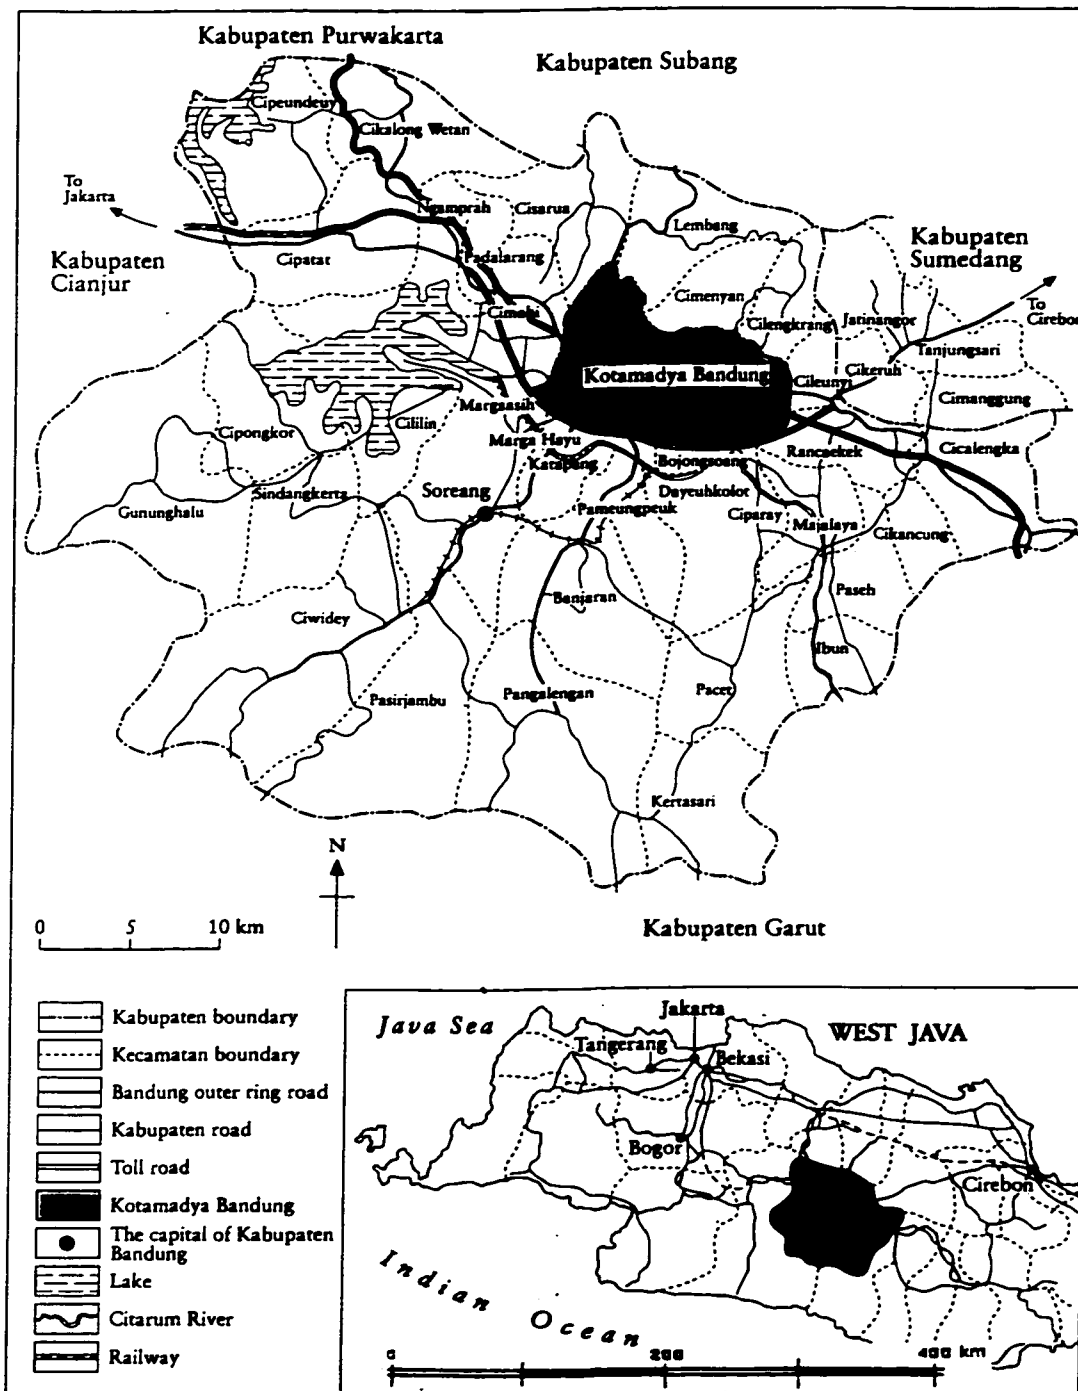 Kabupaten Purwakarta
Kabupaten Subang
Cipeundeuy
Cikalong Wetan
To
Jakarta
Ngamprah
Cisarua
Lembang
Kabupaten
Sumedang
Kabupaten
Cianjur
Cipatat
Padalarang
Cimahi
Cimenyan
Cilengkrang
Jatinangor
To
Cirebon
Tanjungsari
Kotamadya Bandung
Cileunyi
Cikeruh
Cimanggung
Margaasih
Cipongkor
Cililin
Marga Hayu
Katapang
Bojongsoang
Rancaekek
Cicalengka
Sindangkerta
Soreang
Dayeuhkolot
Gununghalu
Pameungpeuk
Ciparay
Majalaya
Cikancung
Ciwidey
Banjaran
Paseh
Ibun
Pasirjambu
Pangalengan
Pacet
Kertasari
N
0 5 10 km
Kabupaten Garut
Kabupaten boundary
Kecamatan boundary
Bandung outer ring road
Kabupaten road
Toll road
Kotamadya Bandung
The capital of Kabupaten
Bandung
Lake
Citarum River
Railway
Java Sea
Jakarta
WEST JAVA
Tangerang
Bekasi
Bogor
Cirebon
Indian Ocean
0 200 400 km